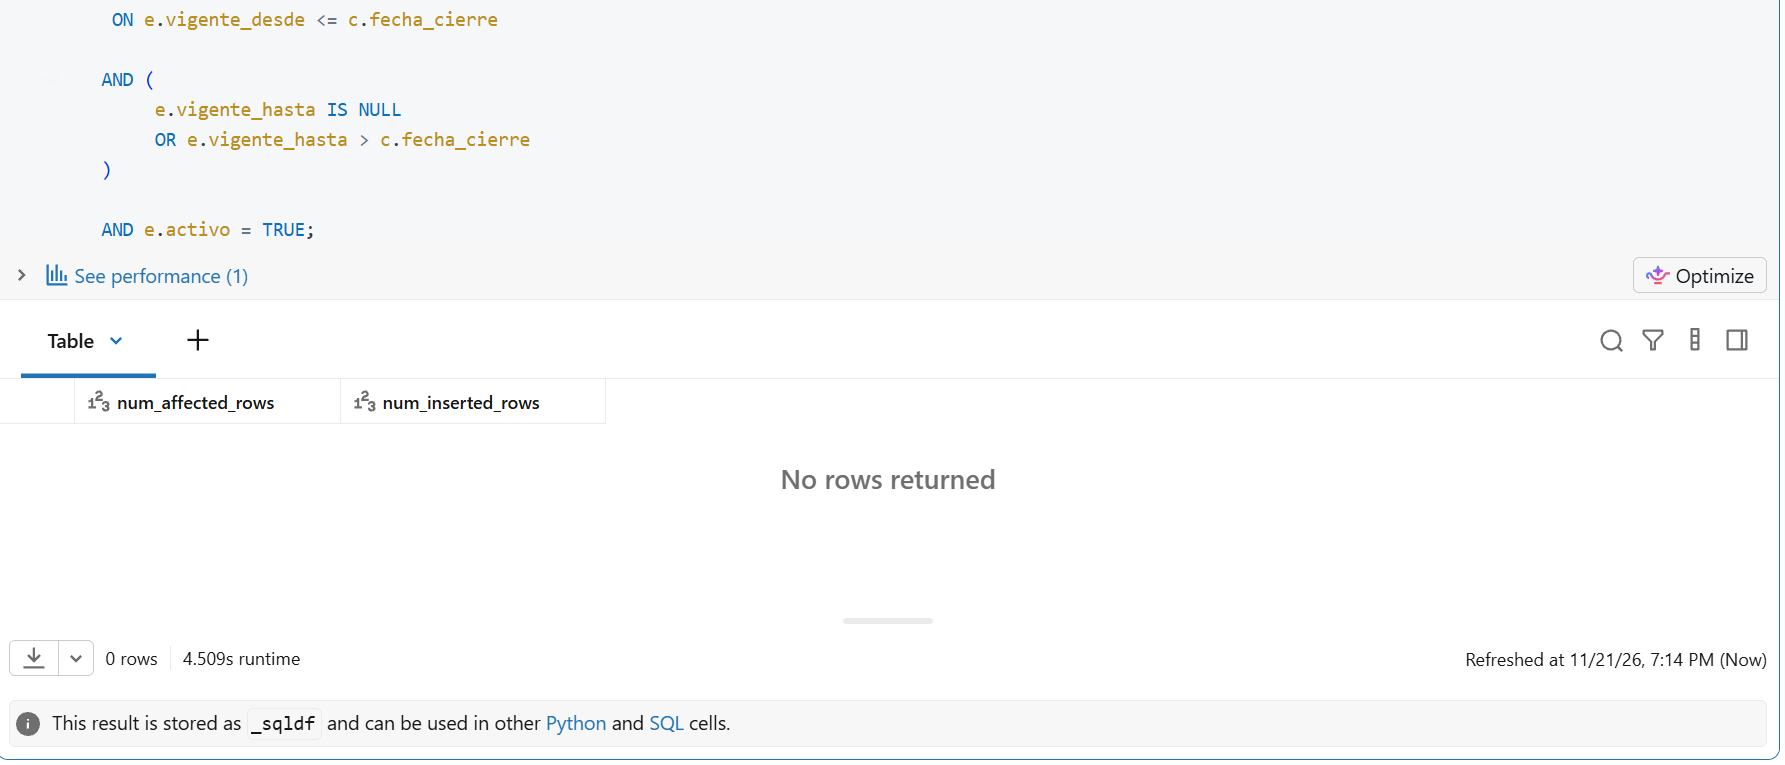 ON e.vigente_desde <= c.fecha_cierre
AND (
e.vigente_hasta IS NULL
OR e.vigente_hasta > c.fecha_cierre
)
AND e.activo = TRUE;
See performance (1)
Optimize
Table
num_affected_rows
num_inserted_rows
No rows returned
0 rows
4.509s runtime
Refreshed at 11/21/26, 7:14 PM (Now)
This result is stored as _sqldf and can be used in other Python and SQL cells.